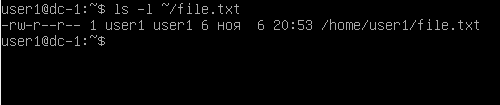 user1@dc-1:~$ ls -l ~/file.txt
-rw-r--r-- 1 user1 user1 6 ноя  6 20:53 /home/user1/file.txt
user1@dc-1:~$